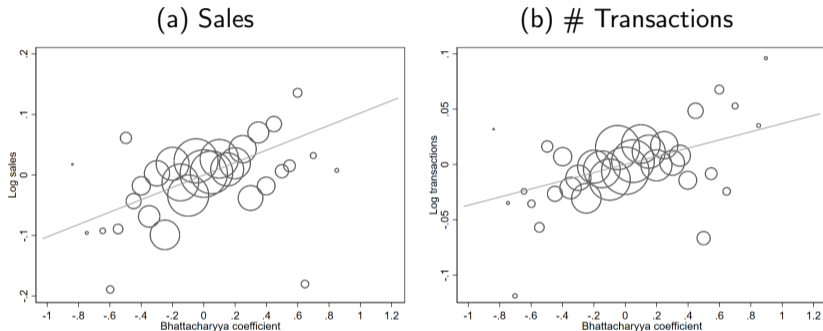 (a) Sales
(b) # Transactions
.2
.1
0
-.1
-.2
Log sales
-1 -.8 -.6 -.4 -.2 0 .2 .4 .6 .8 1 1.2
Bhattacharyya coefficient
.1
.05
0
-.05
-.1
Log transactions
-1 -.8 -.6 -.4 -.2 0 .2 .4 .6 .8 1 1.2
Bhattacharyya coefficient